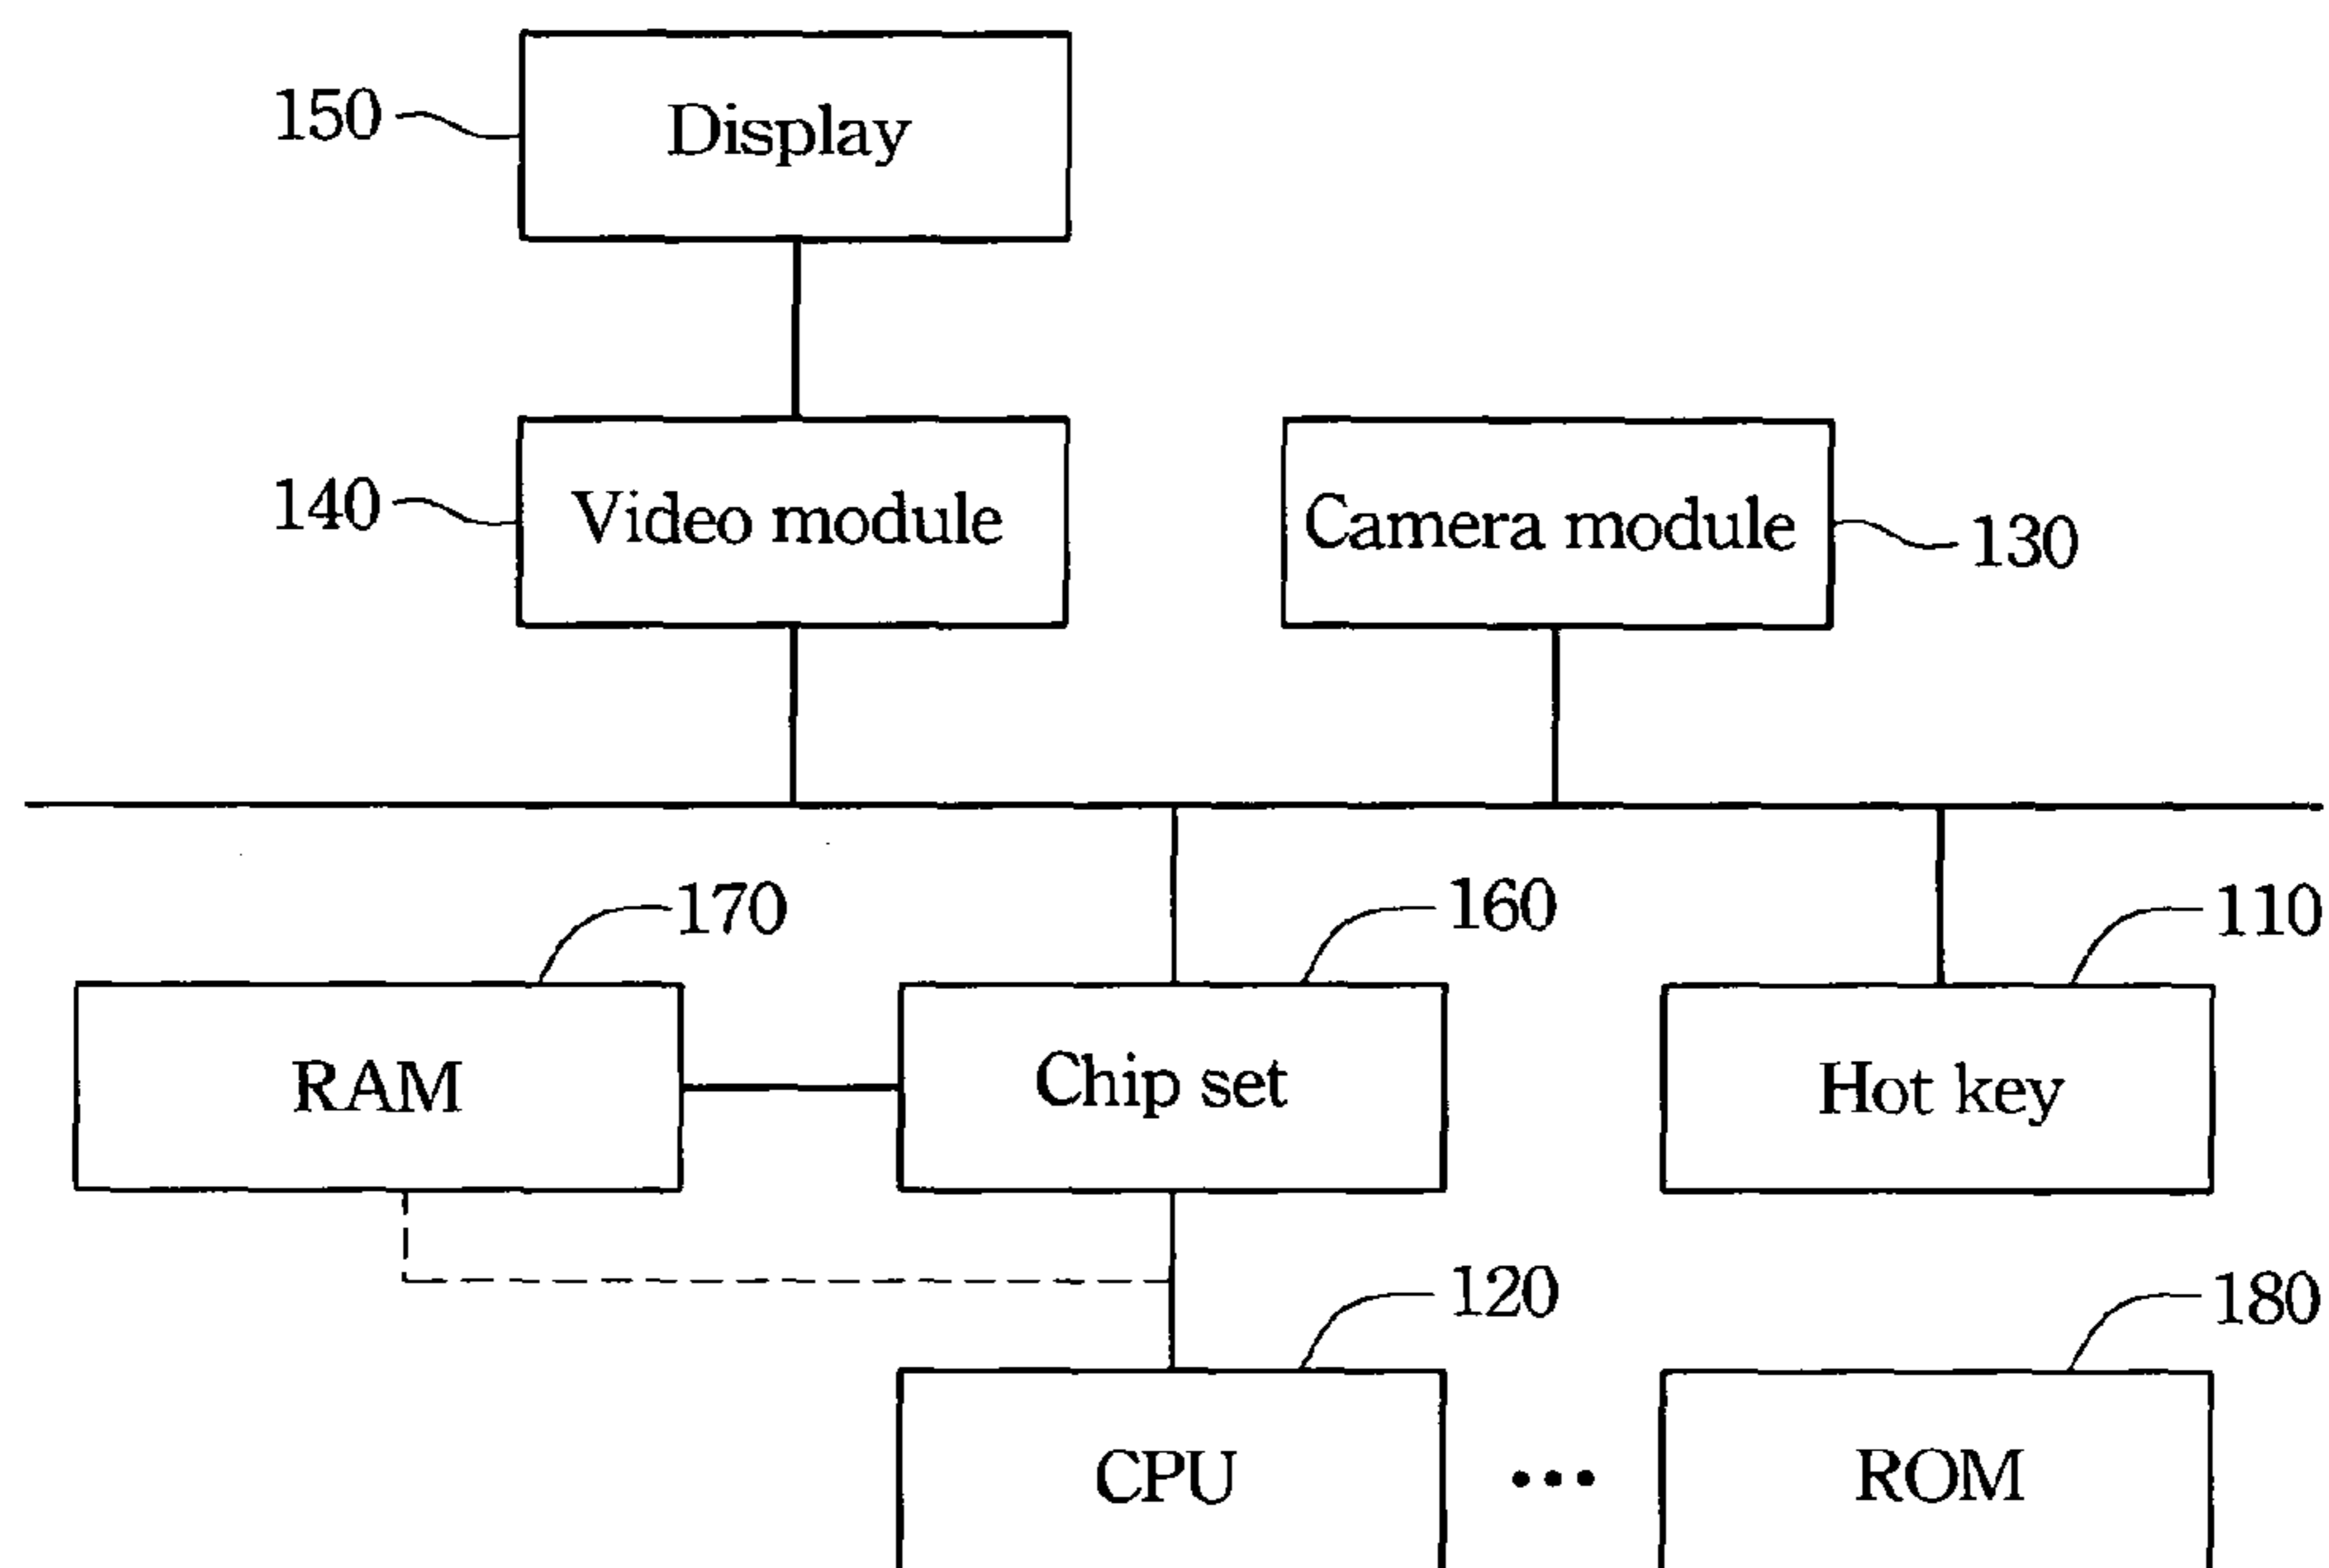 150
Display
140
Video module
Camera module
130
170
160
110
RAM
Chip set
Hot key
120
180
CPU
•••
ROM